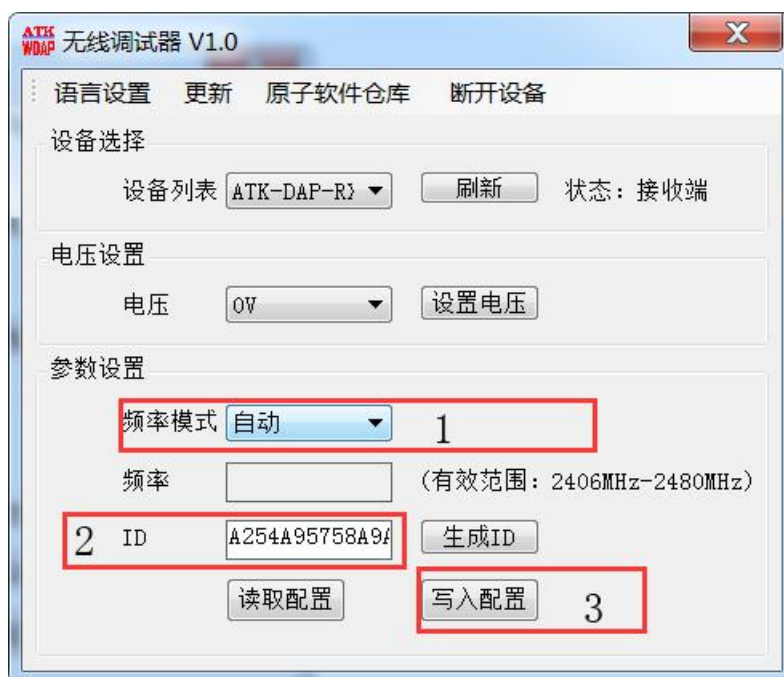 ATK
WDAP 无线调试器 V1.0 X
语言设置 更新 原子软件仓库 断开设备
设备选择
设备列表 ATK-DAP-RX 刷新 状态：接收端
电压设置
电压 0V 设置电压
参数设置
频率模式 自动 1
频率 (有效范围：2406MHz-2480MHz)
2 ID A254A95758A9A 生成ID
读取配置 写入配置 3